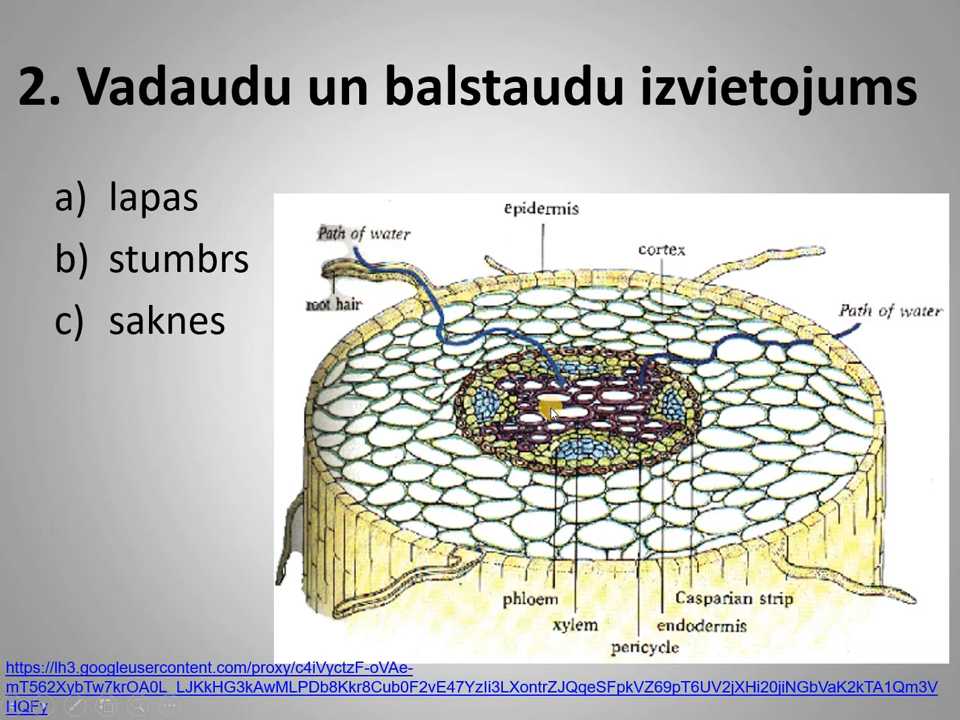 2. Vadaudu un balstaudu izvietojums
a) lapas
b) stumbrs
c) saknes
epidermis
Path of water
cortex
root hair
Path of water
phloem
Casparian strip
xylem
endodermis
pericycle
https://lh3.googleusercontent.com/proxy/c4iVyctzF-oVAe-
mT562XybTw7krOA0L_LJKkHG3kAwMLPDb8Kkr8Cub0F2vE47YzIi3LXontrZJQqeSFpkVZ69pT6UV2jXHi20jiNGbVaK2kTA1Qm3V
HQFy